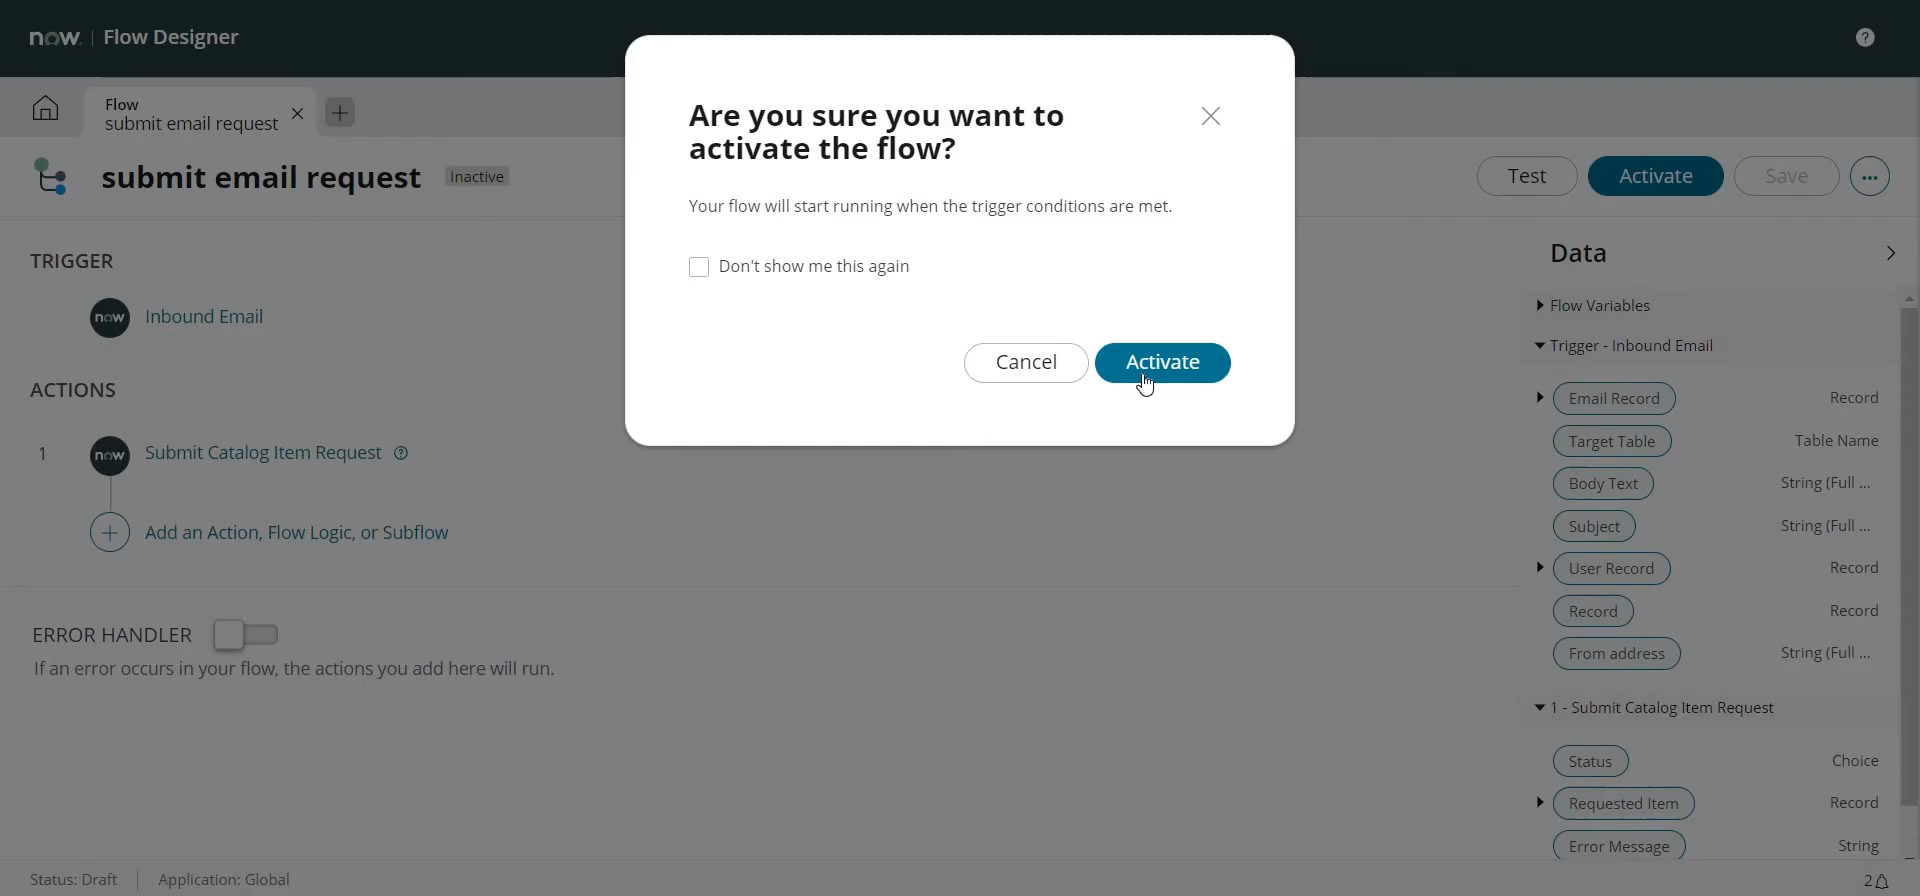 now. | Flow Designer
?
Flow
submit email request
submit email request
Inactive
Test
Activate
Save
...
TRIGGER
now
Inbound Email
ACTIONS
1
now
Submit Catalog Item Request
?
Add an Action, Flow Logic, or Subflow
ERROR HANDLER
If an error occurs in your flow, the actions you add here will run.
Are you sure you want to
activate the flow?
Your flow will start running when the trigger conditions are met.
Don't show me this again
Cancel
Activate
Data
Flow Variables
Trigger - Inbound Email
Email Record Record
Target Table Table Name
Body Text String (Full ...
Subject String (Full ...
User Record Record
Record Record
From address String (Full ...
1 - Submit Catalog Item Request
Status Choice
Requested Item Record
Error Message String
Status: Draft | Application: Global
2